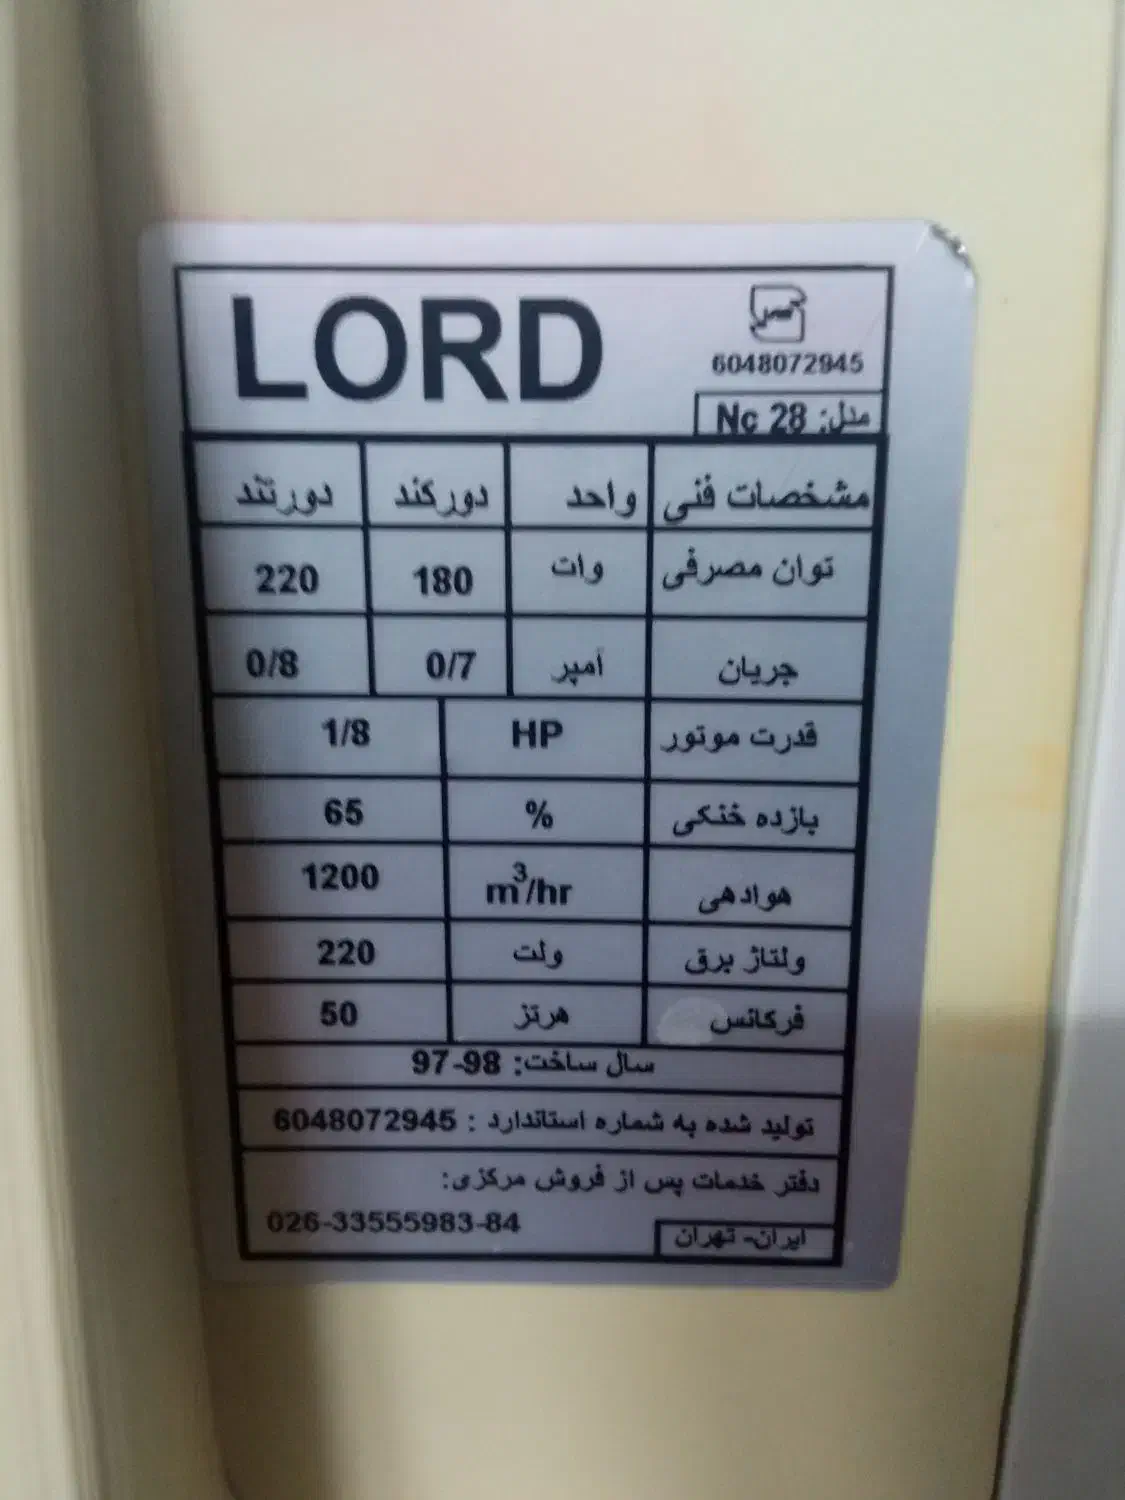 LORD
6048072945
مدل: Nc 28
مشخصات فنی واحد دورکند دورتند
توان مصرفی وات 180 220
جریان آمپر 0/7 0/8
قدرت موتور HP 1/8
بازده خنکی % 65
هوادهی m³/hr 1200
ولتاژ برق ولت 220
فرکانس هرتز 50
سال ساخت: 98-97
تولید شده به شماره استاندارد : 6048072945
دفتر خدمات پس از فروش مرکزی:
026-33555983-84
ایران- تهران